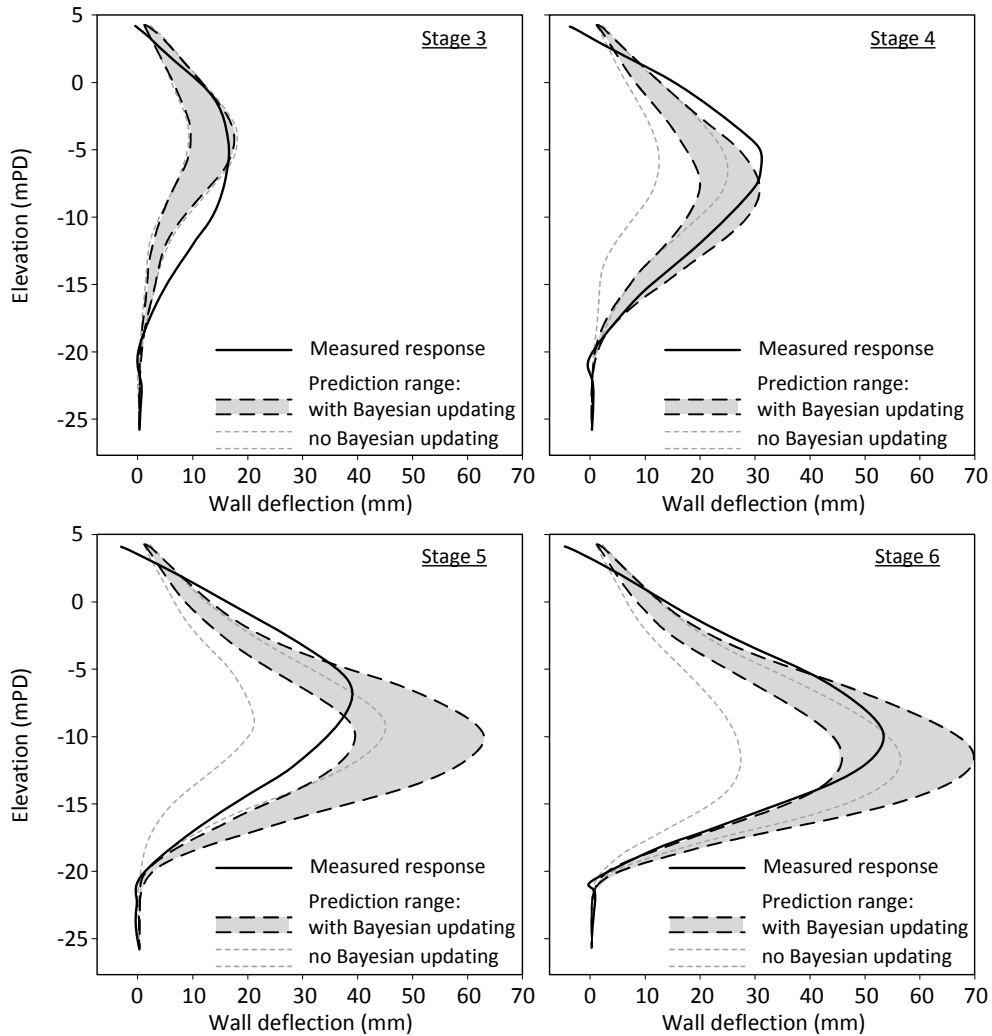 Stage 3
5
0
-5
-10
-15
-20
-25
Elevation (mPD)
Measured response
Prediction range:
with Bayesian updating
no Bayesian updating
0 10 20 30 40 50 60 70
Wall deflection (mm)
Stage 4
Measured response
Prediction range:
with Bayesian updating
no Bayesian updating
0 10 20 30 40 50 60 70
Wall deflection (mm)
Stage 5
5
0
-5
-10
-15
-20
-25
Elevation (mPD)
Measured response
Prediction range:
with Bayesian updating
no Bayesian updating
0 10 20 30 40 50 60 70
Wall deflection (mm)
Stage 6
Measured response
Prediction range:
with Bayesian updating
no Bayesian updating
0 10 20 30 40 50 60 70
Wall deflection (mm)